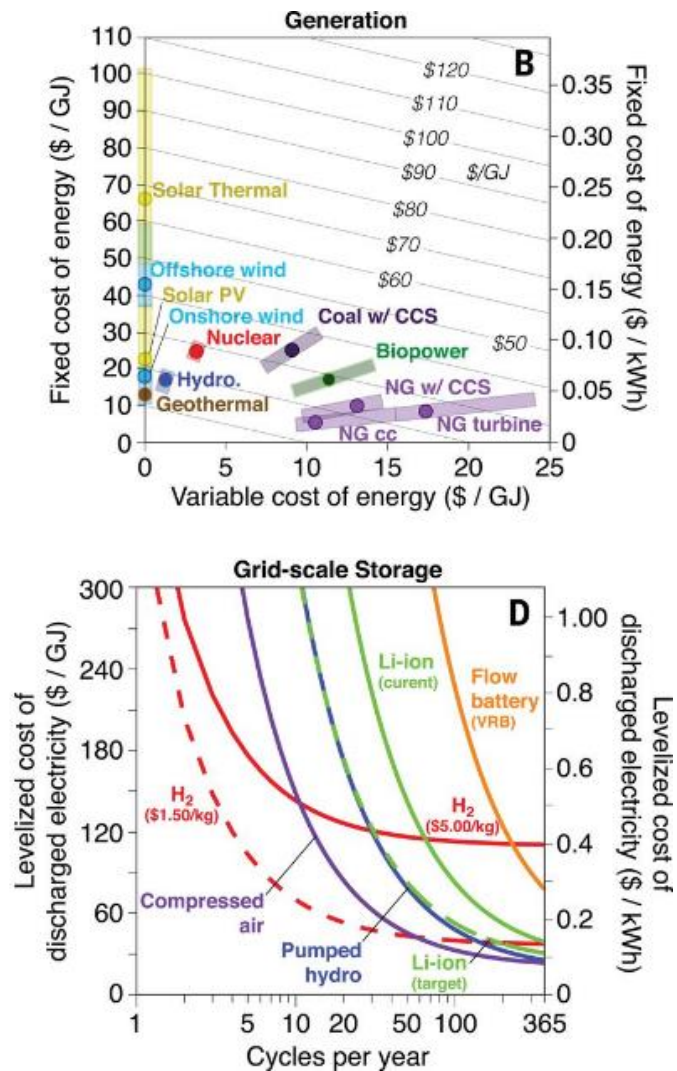 Generation
B
110
100
90
80
70
60
50
40
30
20
10
0
Fixed cost of energy ($ / GJ)
$120
$110
$100
$90 $/GJ
$80
$70
$60
$50
Solar Thermal
Offshore wind
Solar PV
Onshore wind
Nuclear
Hydro.
Geothermal
Coal w/ CCS
Biopower
NG w/ CCS
NG cc
NG turbine
0.35
0.30
0.25
0.20
0.15
0.10
0.05
0
Fixed cost of energy ($ / kWh)
0 5 10 15 20 25
Variable cost of energy ($ / GJ)
Grid-scale Storage
D
300
240
180
120
60
0
Levelized cost of
discharged electricity ($ / GJ)
Li-ion
(curent)
Flow
battery
(VRB)
H2
($1.50/kg)
H2
($5.00/kg)
Compressed
air
Pumped
hydro
Li-ion
(target)
1.00
0.8
0.6
0.4
0.2
0
Levelized cost of
discharged electricity ($ / kWh)
1 5 10 20 50 100 365
Cycles per year